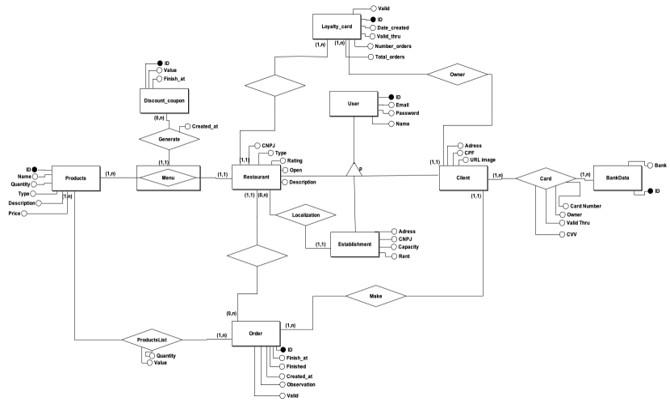 Valid
Loyalty_card
ID
Date_created
Valid_thru
Number_orders
Total_orders
(1,n)
(1,n)
Owner
ID
Value
Finish_at
Discount_coupon
(0,n)
Created_at
Generate
(1,1)
User
ID
Email
Password
Name
P
ID
Name
Quantity
Type
Description
Price
Products
(1,n)
(1,n)
Menu
(1,1)
CNPJ
Type
Rating
Open
Description
(1,1)
Restaurant
(1,1)
(0,n)
Localization
(1,1)
Establishment
Adress
CNPJ
Capacity
Rent
Adress
CPF
URL image
(1,1)
Client
(1,n)
(1,1)
Card
(1,n)
Card Number
Owner
Valid Thru
CVV
BankData
Bank
ID
Make
(0,n)
(1,n)
(1,n)
Order
ProductsList
Quantity
Value
ID
Finish_at
Finished
Created_at
Observation
Valid